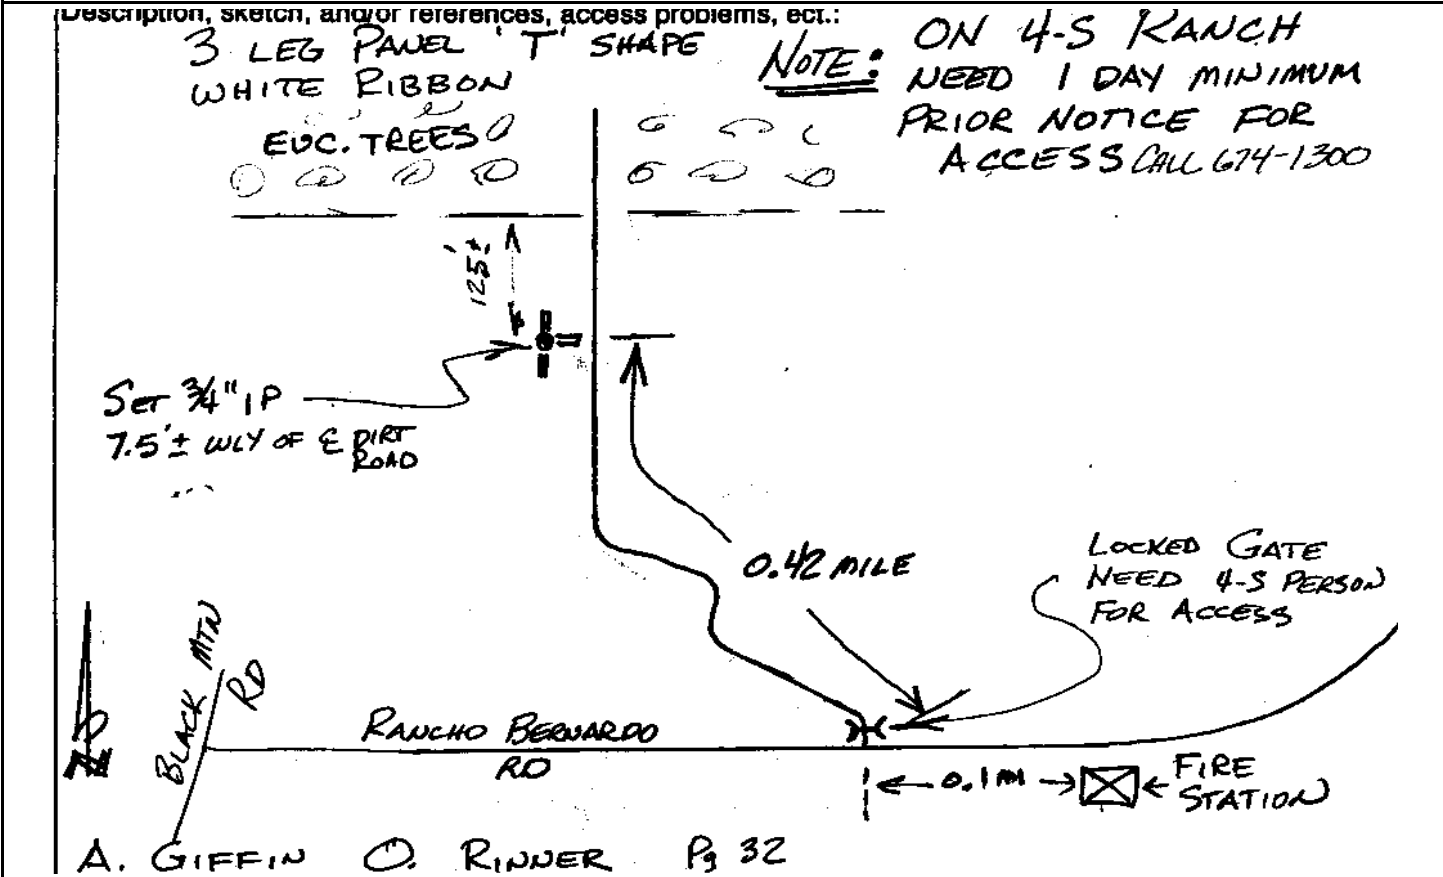 Description, sketch, and/or references, access problems, ect.:
3 LEG PANEL 'T' SHAPE
WHITE RIBBON
NOTE: ON 4-S RANCH
NEED 1 DAY MINIMUM
PRIOR NOTICE FOR
ACCESS CALL 674-1300
EUC. TREES
125'±
SET 3/4" IP
7.5'± WLY OF ℄ DIRT
ROAD
0.42 MILE
LOCKED GATE
NEED 4-S PERSON
FOR ACCESS
N
BLACK MTN
RD
RANCHO BERNARDO
RD
0.1 MI
FIRE
STATION
A. GIFFIN O. RINNER Pg 32